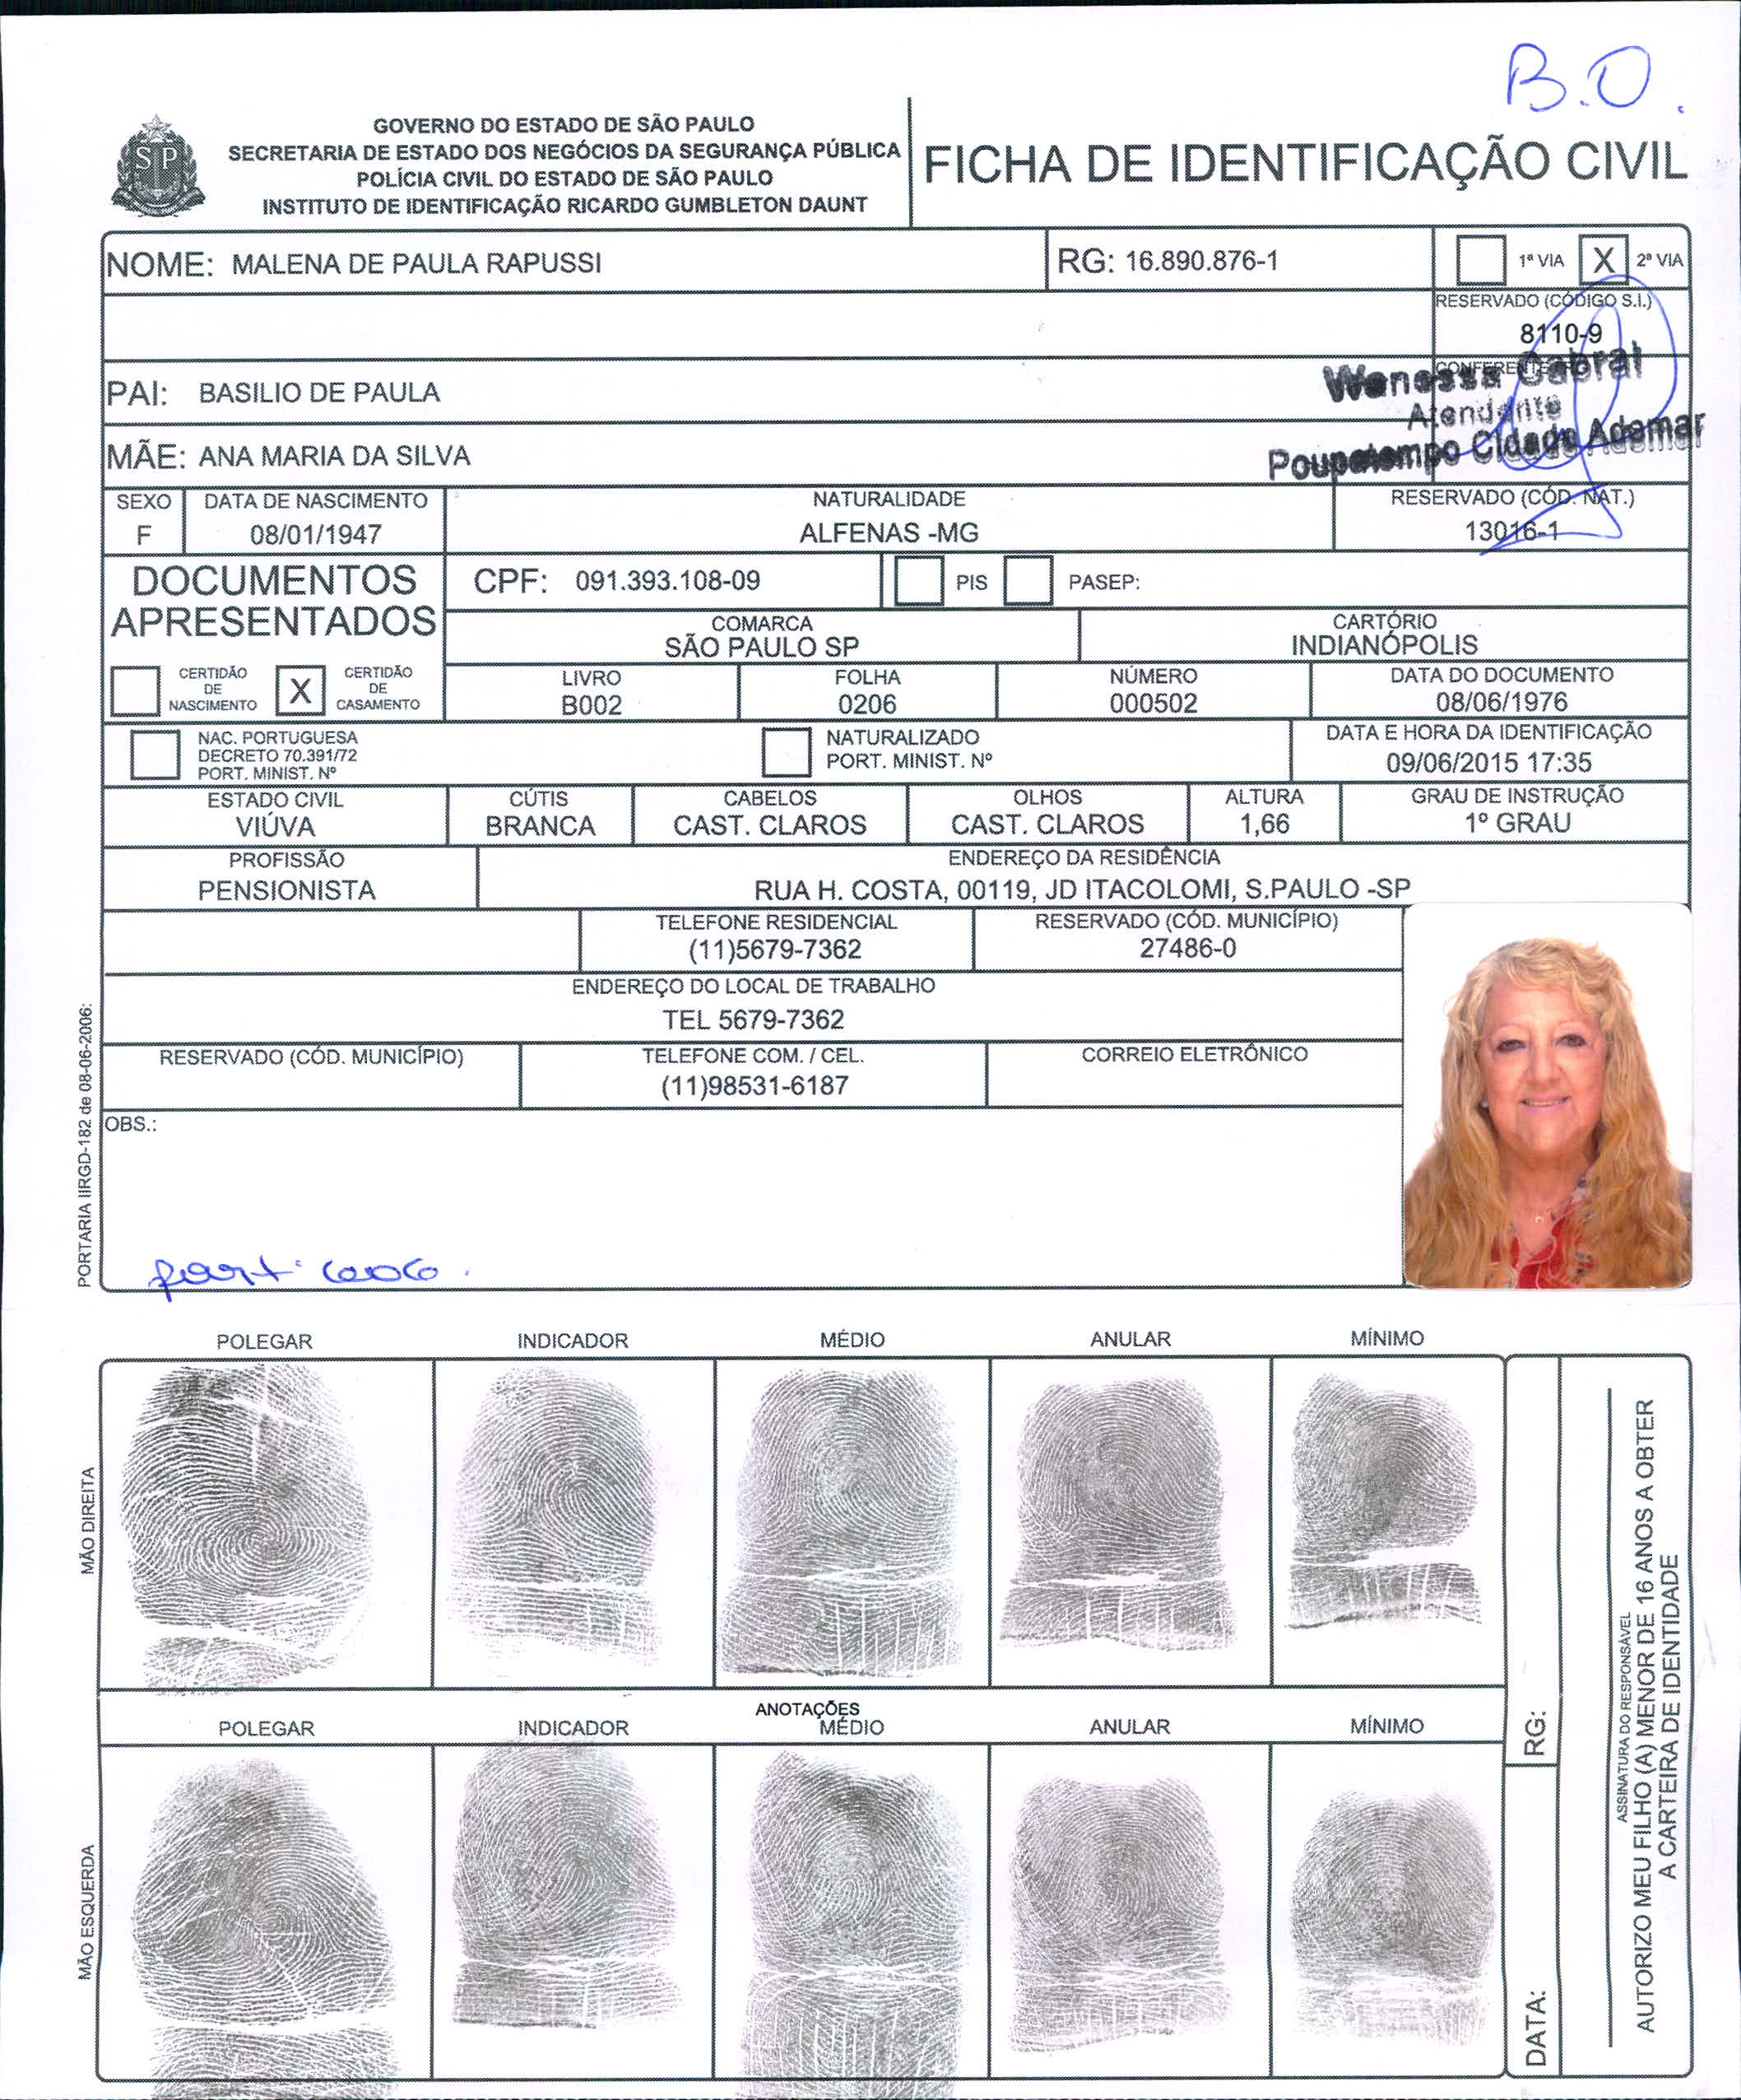 B.O.
GOVERNO DO ESTADO DE SÃO PAULO
SECRETARIA DE ESTADO DOS NEGÓCIOS DA SEGURANÇA PÚBLICA
POLÍCIA CIVIL DO ESTADO DE SÃO PAULO
INSTITUTO DE IDENTIFICAÇÃO RICARDO GUMBLETON DAUNT
SP
FICHA DE IDENTIFICAÇÃO CIVIL
NOME: MALENA DE PAULA RAPUSSI
RG: 16.890.876-1
1ª VIA X 2ª VIA
RESERVADO (CÓDIGO S.I.)
8110-9
PAI: BASILIO DE PAULA
Wanessa Cabral
Atendente
Poupatempo Cidade Ademar
MÃE: ANA MARIA DA SILVA
SEXO DATA DE NASCIMENTO NATURALIDADE RESERVADO (CÓD. NAT.)
F 08/01/1947 ALFENAS -MG 13016-1
DOCUMENTOS
APRESENTADOS
CPF: 091.393.108-09 PIS PASEP:
COMARCA CARTÓRIO
SÃO PAULO SP INDIANÓPOLIS
CERTIDÃO
DE
NASCIMENTO
X
CERTIDÃO
DE
CASAMENTO
LIVRO FOLHA NÚMERO DATA DO DOCUMENTO
B002 0206 000502 08/06/1976
NAC. PORTUGUESA
DECRETO 70.391/72
PORT. MINIST. Nº
NATURALIZADO
PORT. MINIST. Nº
DATA E HORA DA IDENTIFICAÇÃO
09/06/2015 17:35
ESTADO CIVIL CÚTIS CABELOS OLHOS ALTURA GRAU DE INSTRUÇÃO
VIÚVA BRANCA CAST. CLAROS CAST. CLAROS 1,66 1º GRAU
PROFISSÃO ENDEREÇO DA RESIDÊNCIA
PENSIONISTA RUA H. COSTA, 00119, JD ITACOLOMI, S.PAULO -SP
TELEFONE RESIDENCIAL RESERVADO (CÓD. MUNICÍPIO)
(11)5679-7362 27486-0
ENDEREÇO DO LOCAL DE TRABALHO
TEL 5679-7362
RESERVADO (CÓD. MUNICÍPIO) TELEFONE COM. / CEL. CORREIO ELETRÔNICO
(11)98531-6187
OBS.:
PORTARIA IIRGD-182 de 08-06-2006:
POLEGAR INDICADOR MÉDIO ANULAR MÍNIMO
MÃO DIREITA
ANOTAÇÕES
POLEGAR INDICADOR MÉDIO ANULAR MÍNIMO
MÃO ESQUERDA
RG:
DATA:
ASSINATURA DO RESPONSÁVEL
AUTORIZO MEU FILHO (A) MENOR DE 16 ANOS A OBTER
A CARTEIRA DE IDENTIDADE